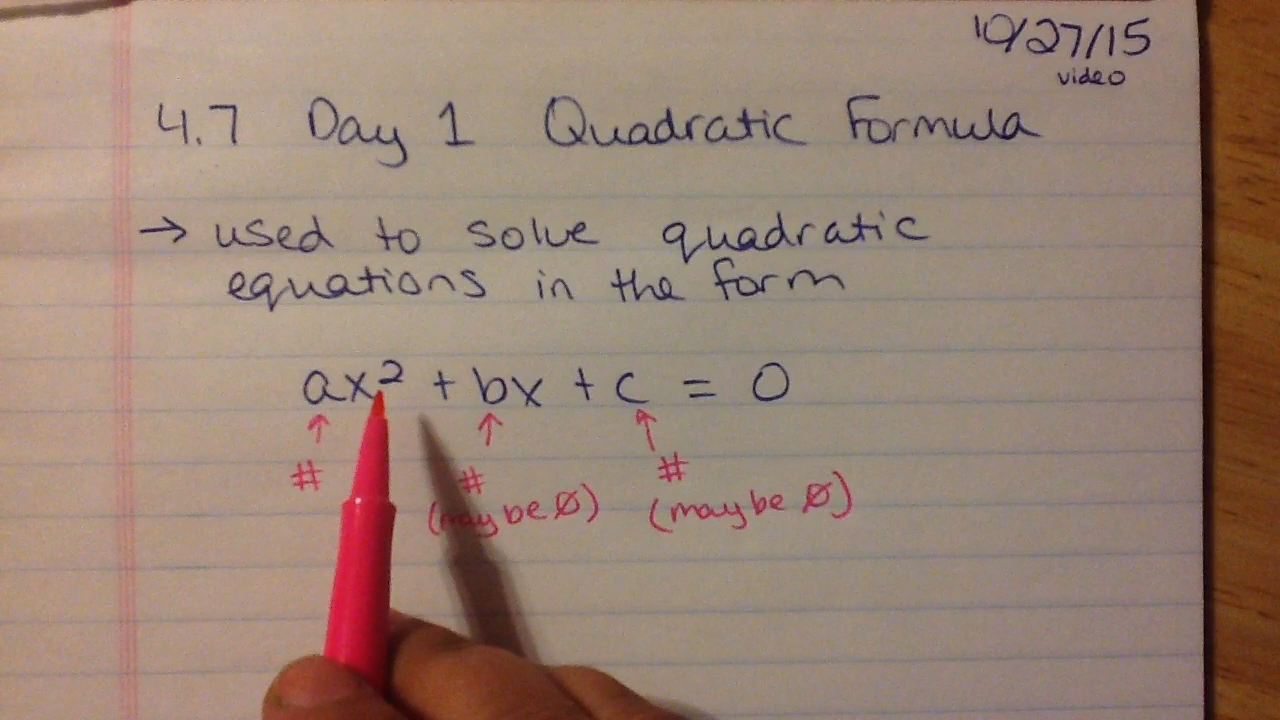 10/27/15
video
4.7 Day 1 Quadratic Formula
→ used to solve quadratic
equations in the form
ax² + bx + c = 0
↑ ↑ ↑
# # #
(maybe Ø) (maybe Ø)